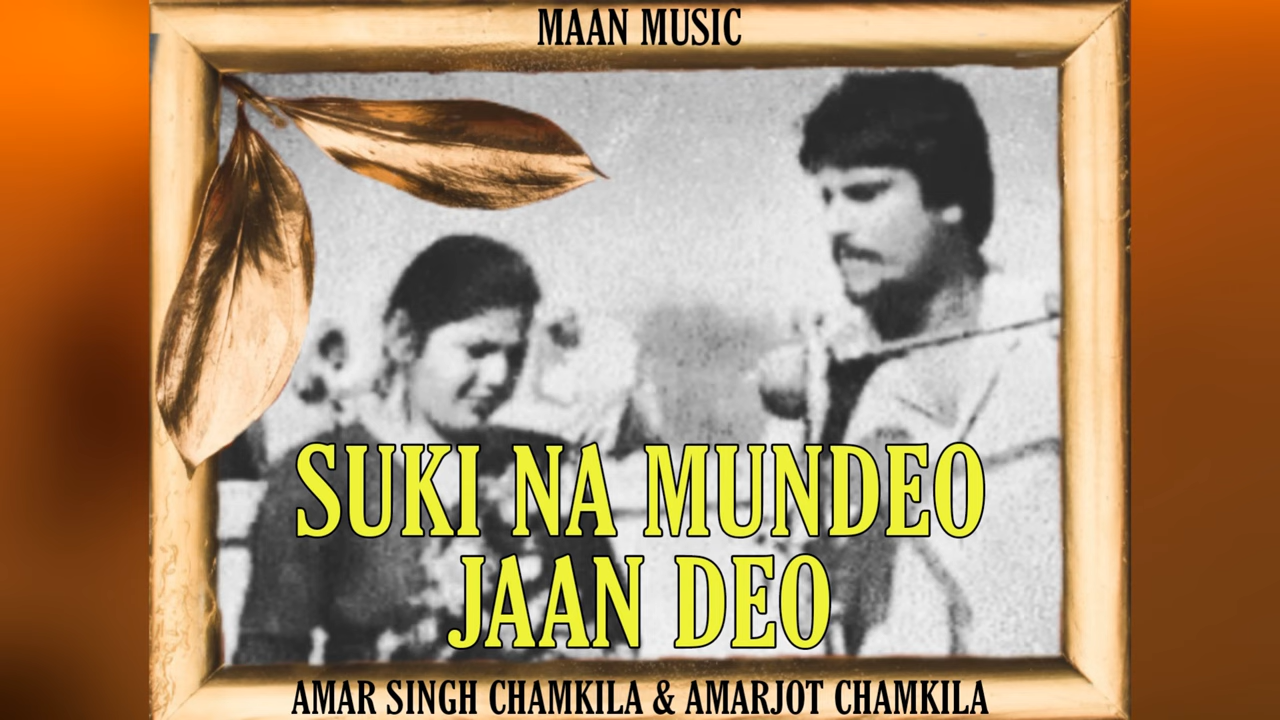 MAAN MUSIC
SUKI NA MUNDEO
JAAN DEO
AMAR SINGH CHAMKILA & AMARJOT CHAMKILA